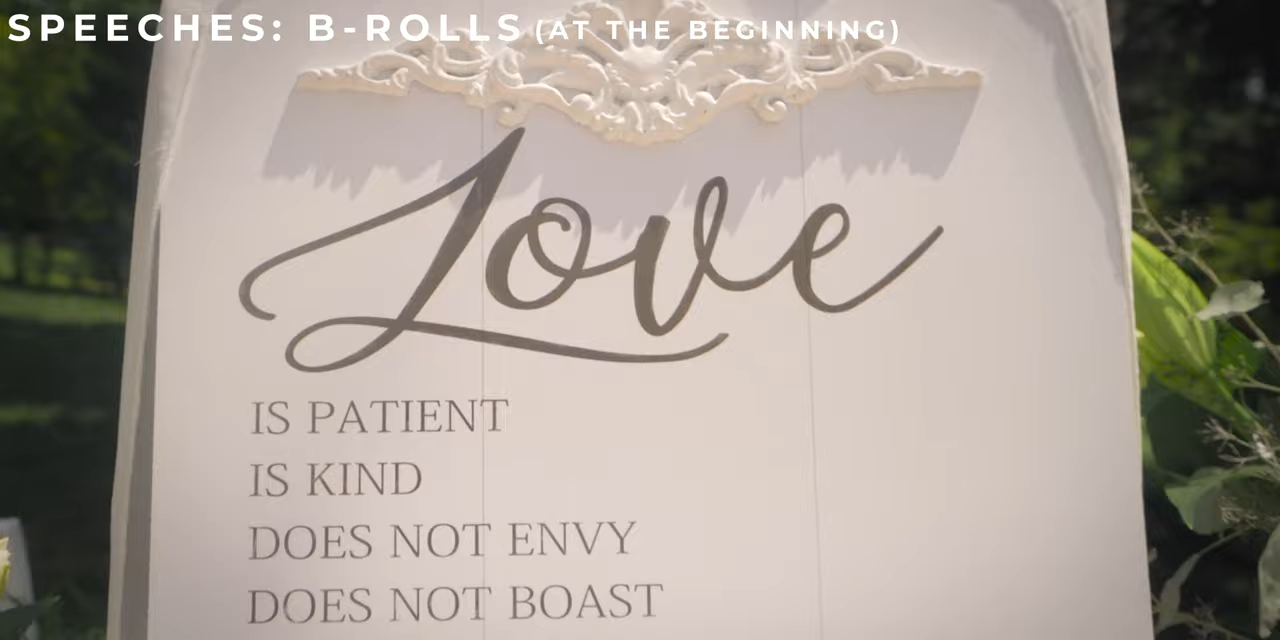 SPEECHES: B-ROLLS (AT THE BEGINNING)
Love
IS PATIENT
IS KIND
DOES NOT ENVY
DOES NOT BOAST